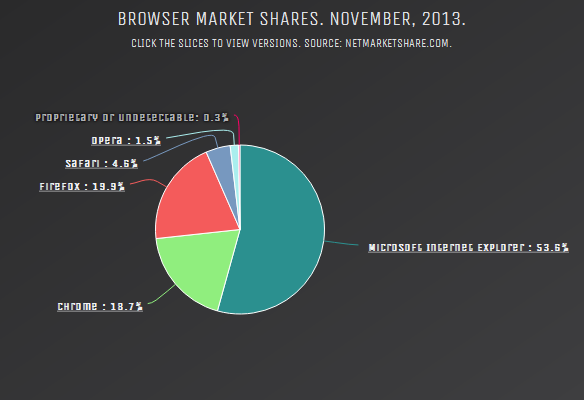 BROWSER MARKET SHARES. NOVEMBER, 2013.
CLICK THE SLICES TO VIEW VERSIONS. SOURCE: NETMARKETSHARE.COM.
Proprietary or Undetectable: 0.3%
Opera : 1.5%
Safari : 4.6%
Firefox : 19.9%
Microsoft Internet Explorer : 53.6%
Chrome : 18.7%